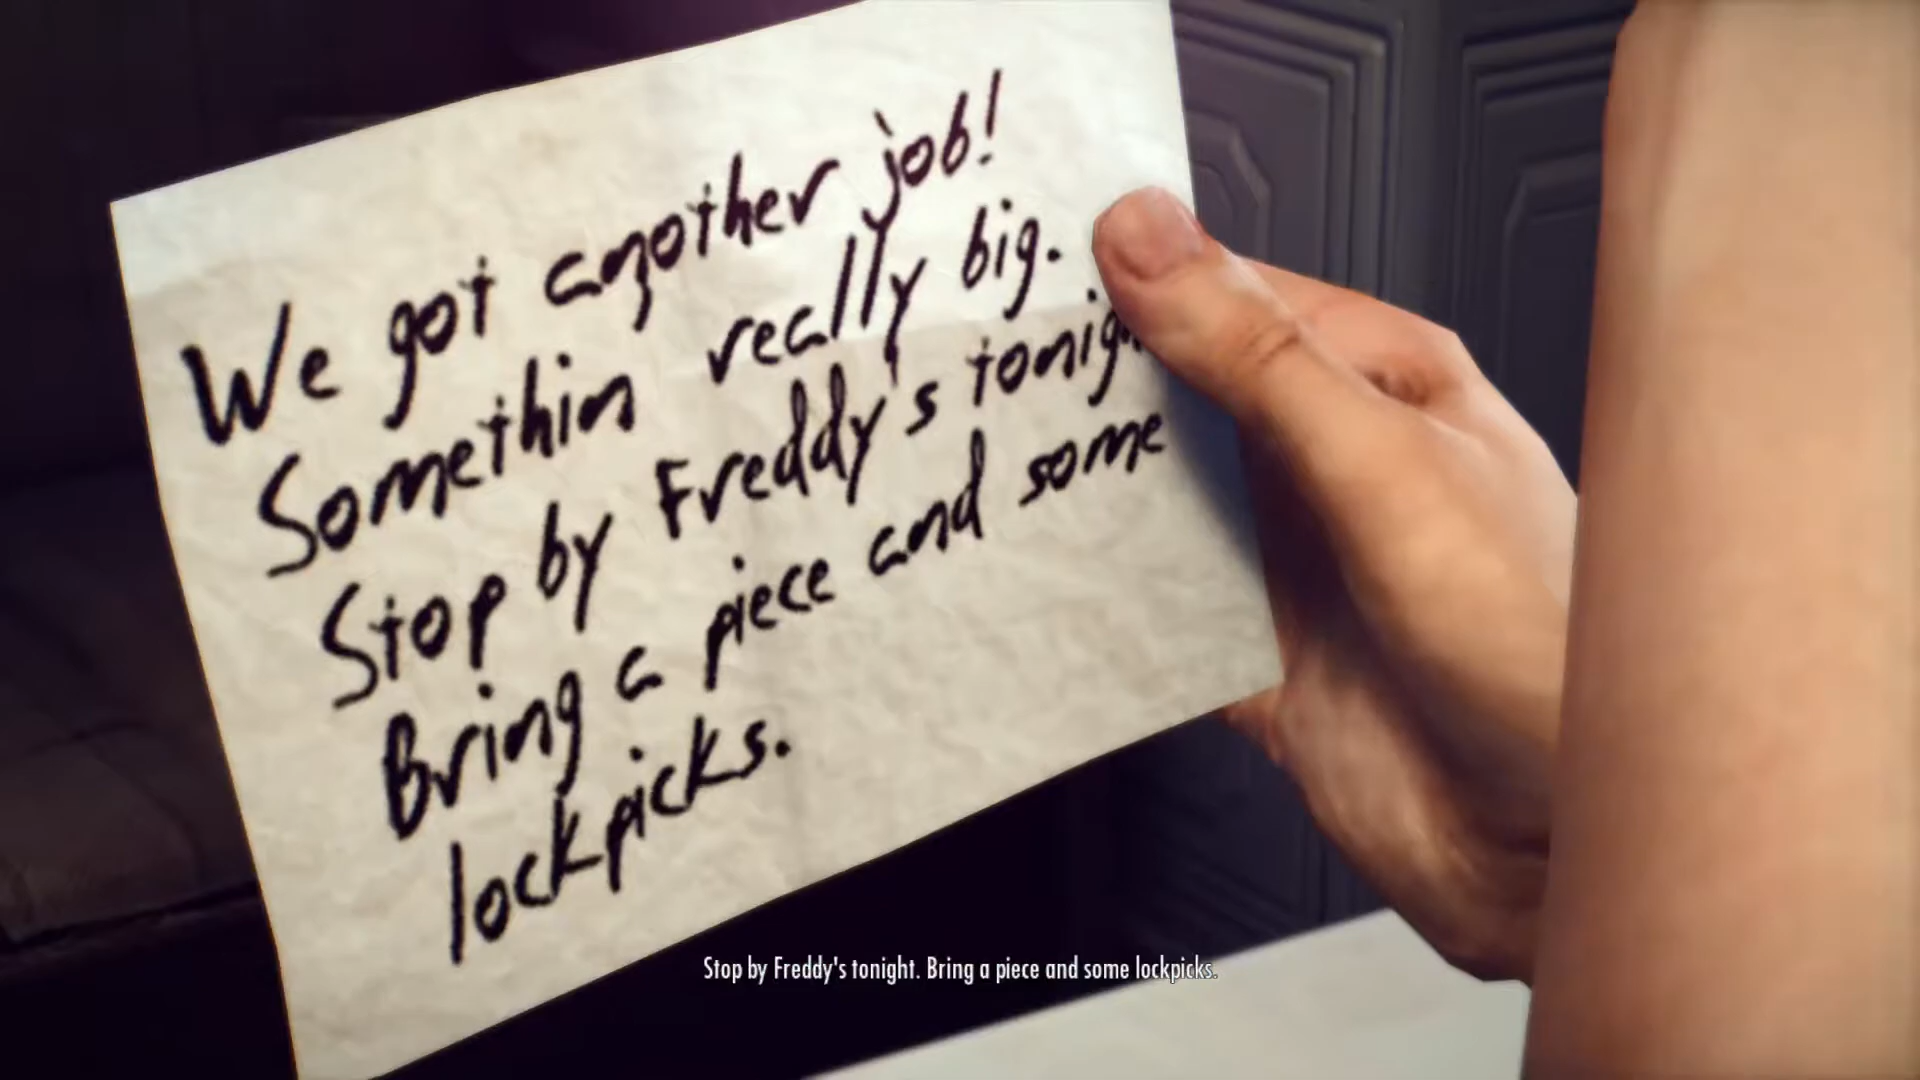 We got another job!
Somethin really big.
Stop by Freddy's
Bring a piece and some
lockpicks.
Stop by Freddy's tonight. Bring a piece and some lockpicks.